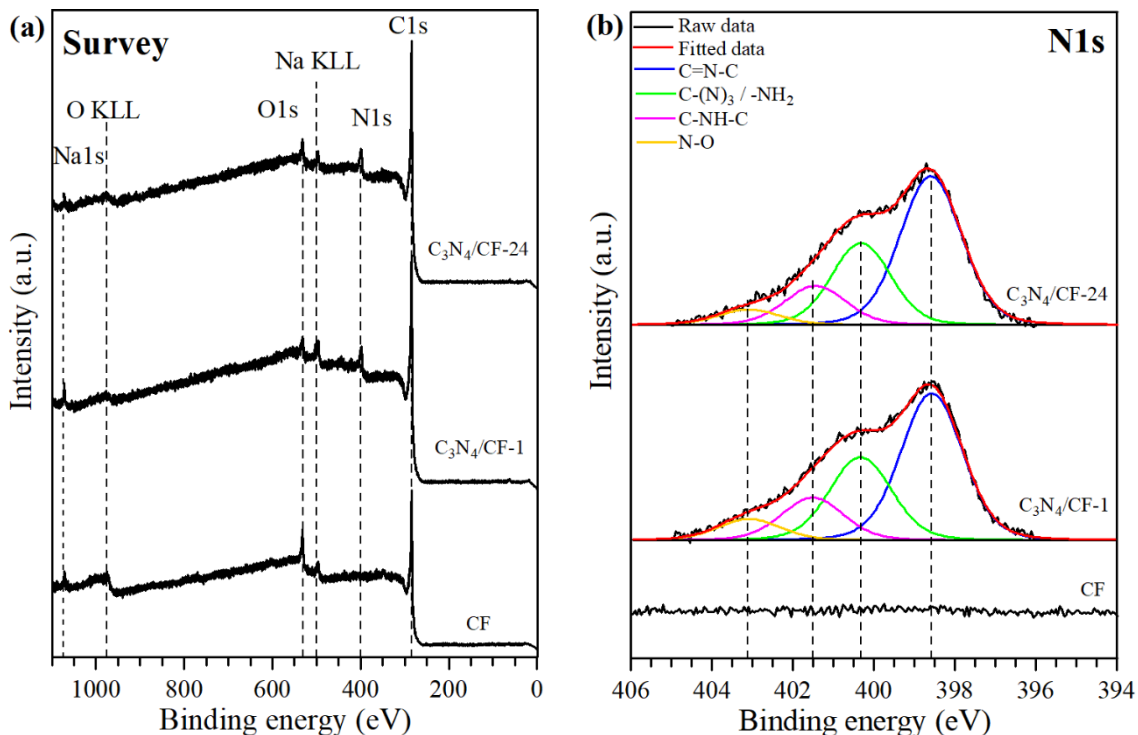 (a)
Survey
C1s
Na KLL
O KLL
O1s
N1s
Na1s
C₃N₄/CF-24
C₃N₄/CF-1
CF
Intensity (a.u.)
1000 800 600 400 200 0
Binding energy (eV)
(b)
N1s
Raw data
Fitted data
C=N-C
C-(N)₃ / -NH₂
C-NH-C
N-O
C₃N₄/CF-24
C₃N₄/CF-1
CF
Intensity (a.u.)
406 404 402 400 398 396 394
Binding energy (eV)